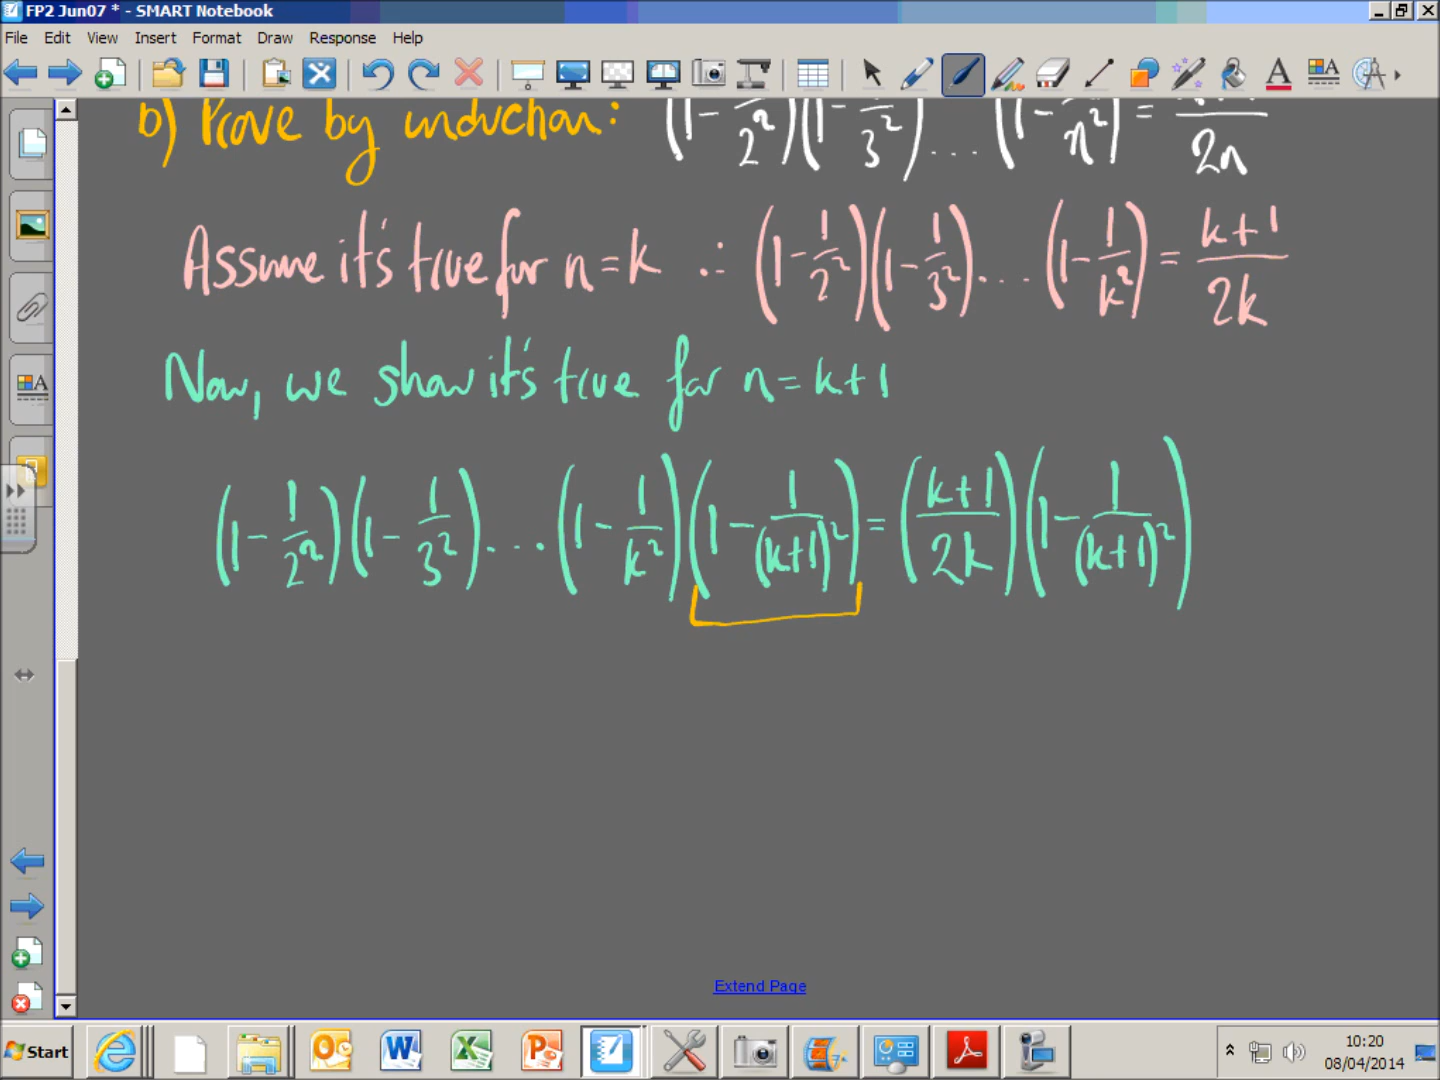 FP2 Jun07 * - SMART Notebook
File Edit View Insert Format Draw Response Help
b) Prove by induction: (1 - 1/2²)(1 - 1/3²)... (1 - 1/n²) = /2n
Assume it's true for n = k ∴ (1 - 1/2²)(1 - 1/3²)... (1 - 1/k²) = (k+1)/2k
Now, we show it's true for n = k+1
(1 - 1/2²)(1 - 1/3²)... (1 - 1/k²)(1 - 1/(k+1)²) = ((k+1)/2k)(1 - 1/(k+1)²)
Extend Page
Start
10:20
08/04/2014